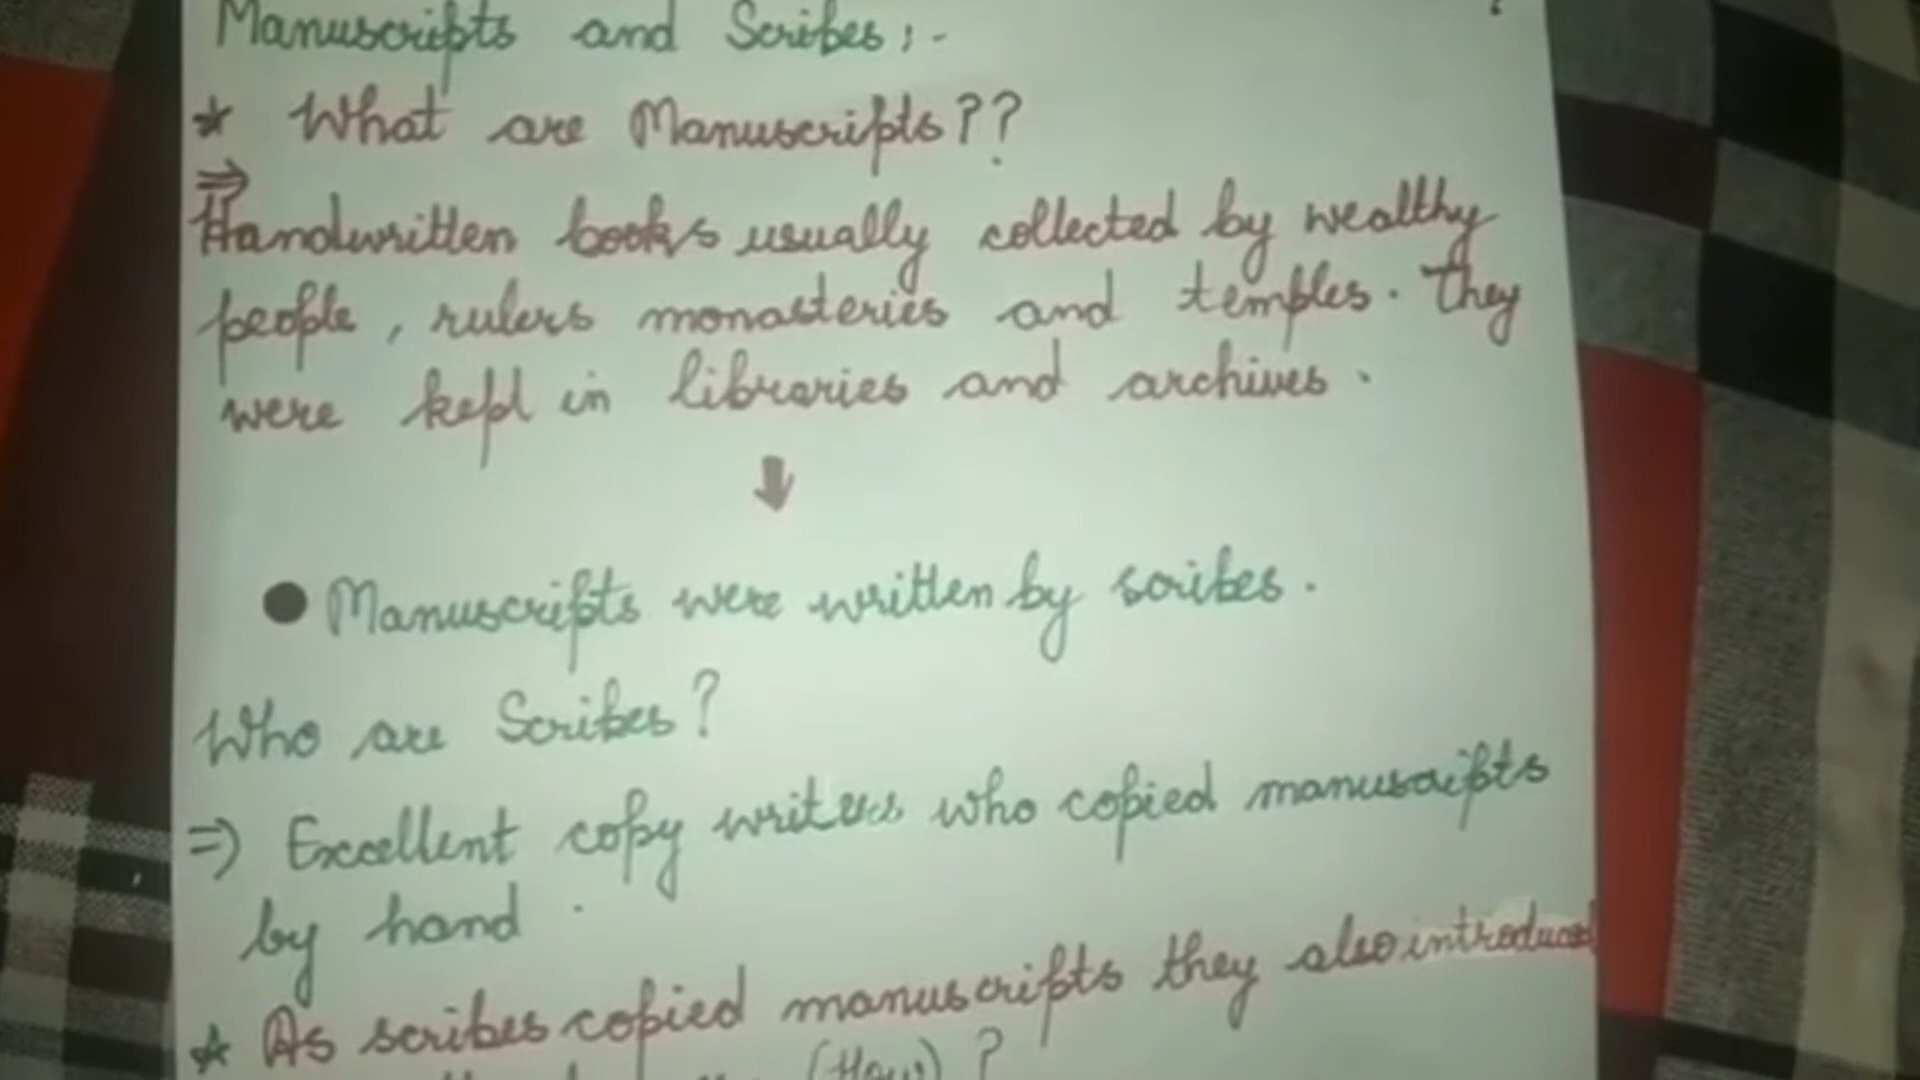 Manuscripts and Scribes:-
* What are Manuscripts??
⇒
Handwritten books usually collected by wealthy
people, rulers monasteries and temples. They
were kept in libraries and archives.
↓
● Manuscripts were written by scribes.
Who are Scribes?
⇒ Excellent copy writers who copied manuscripts
by hand.
* As scribes copied manuscripts they also introduced
(How)?